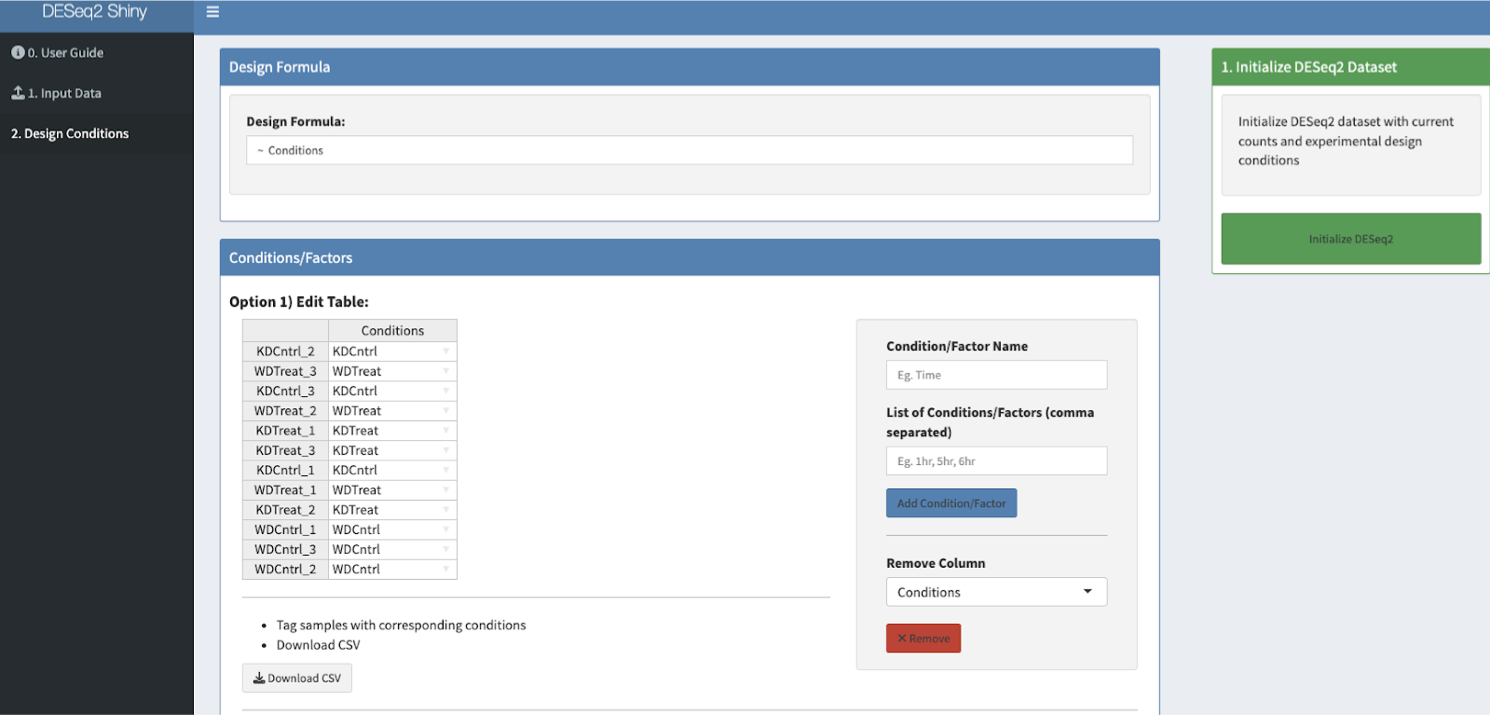 DESeq2 Shiny
0. User Guide
1. Input Data
2. Design Conditions
Design Formula
Design Formula:
~ Conditions
Conditions/Factors
Option 1) Edit Table:
Conditions
KDCntrl_2 KDCntrl
WDTreat_3 WDTreat
KDCntrl_3 KDCntrl
WDTreat_2 WDTreat
KDTreat_1 KDTreat
KDTreat_3 KDTreat
KDCntrl_1 KDCntrl
WDTreat_1 WDTreat
KDTreat_2 KDTreat
WDCntrl_1 WDCntrl
WDCntrl_3 WDCntrl
WDCntrl_2 WDCntrl
Tag samples with corresponding conditions
Download CSV
Download CSV
Condition/Factor Name
Eg. Time
List of Conditions/Factors (comma
separated)
Eg. 1hr, 5hr, 6hr
Add Condition/Factor
Remove Column
Conditions
Remove
1. Initialize DESeq2 Dataset
Initialize DESeq2 dataset with current
counts and experimental design
conditions
Initialize DESeq2